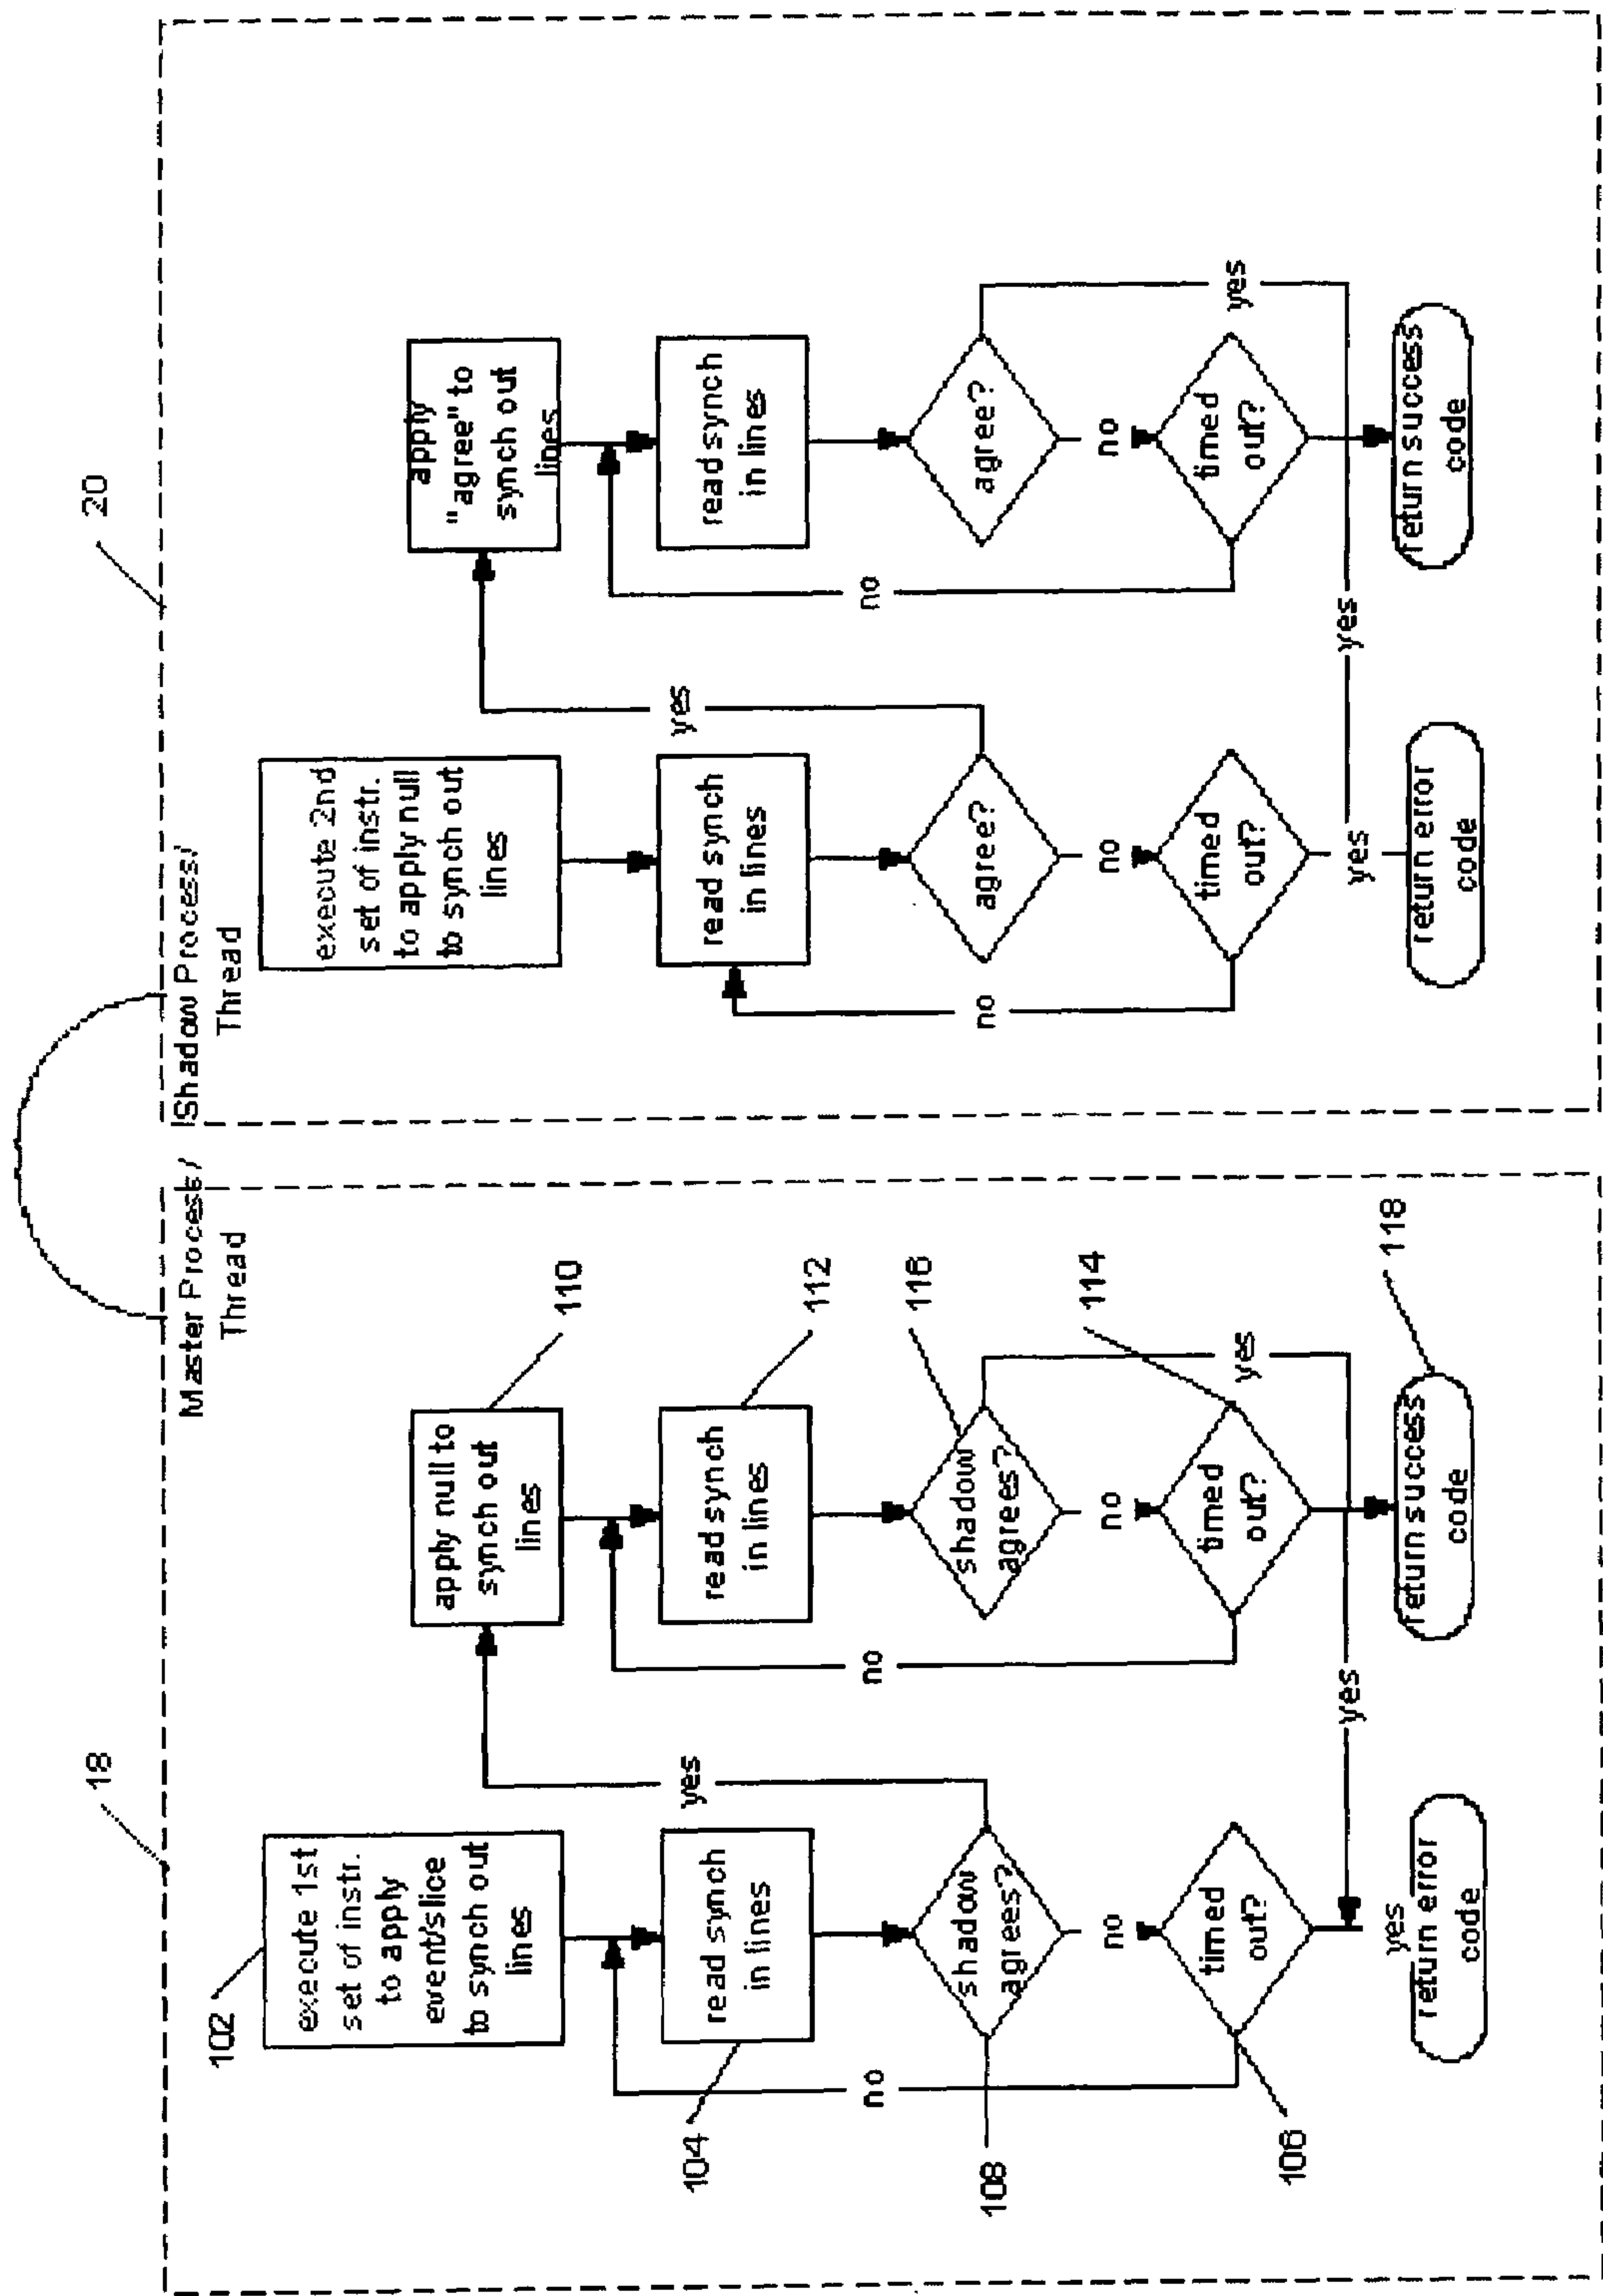 18
Master Process/
Thread
102
execute 1st
set of instr.
to apply
event/slice
to synch out
lines
104
read synch
in lines
108
shadow
agrees?
yes
no
no
106
timed
out?
yes
return error
code
110
apply null to
synch out
lines
112
read synch
in lines
116
shadow
agrees?
no
no
114
timed
out?
yes
yes
118
return success
code
20
Shadow Process/
Thread
execute 2nd
set of instr.
to apply null
to synch out
lines
read synch
in lines
agree?
yes
no
no
timed
out?
yes
return error
code
apply
"agree" to
synch out
lines
read synch
in lines
agree?
no
no
timed
out?
yes
yes
return success
code